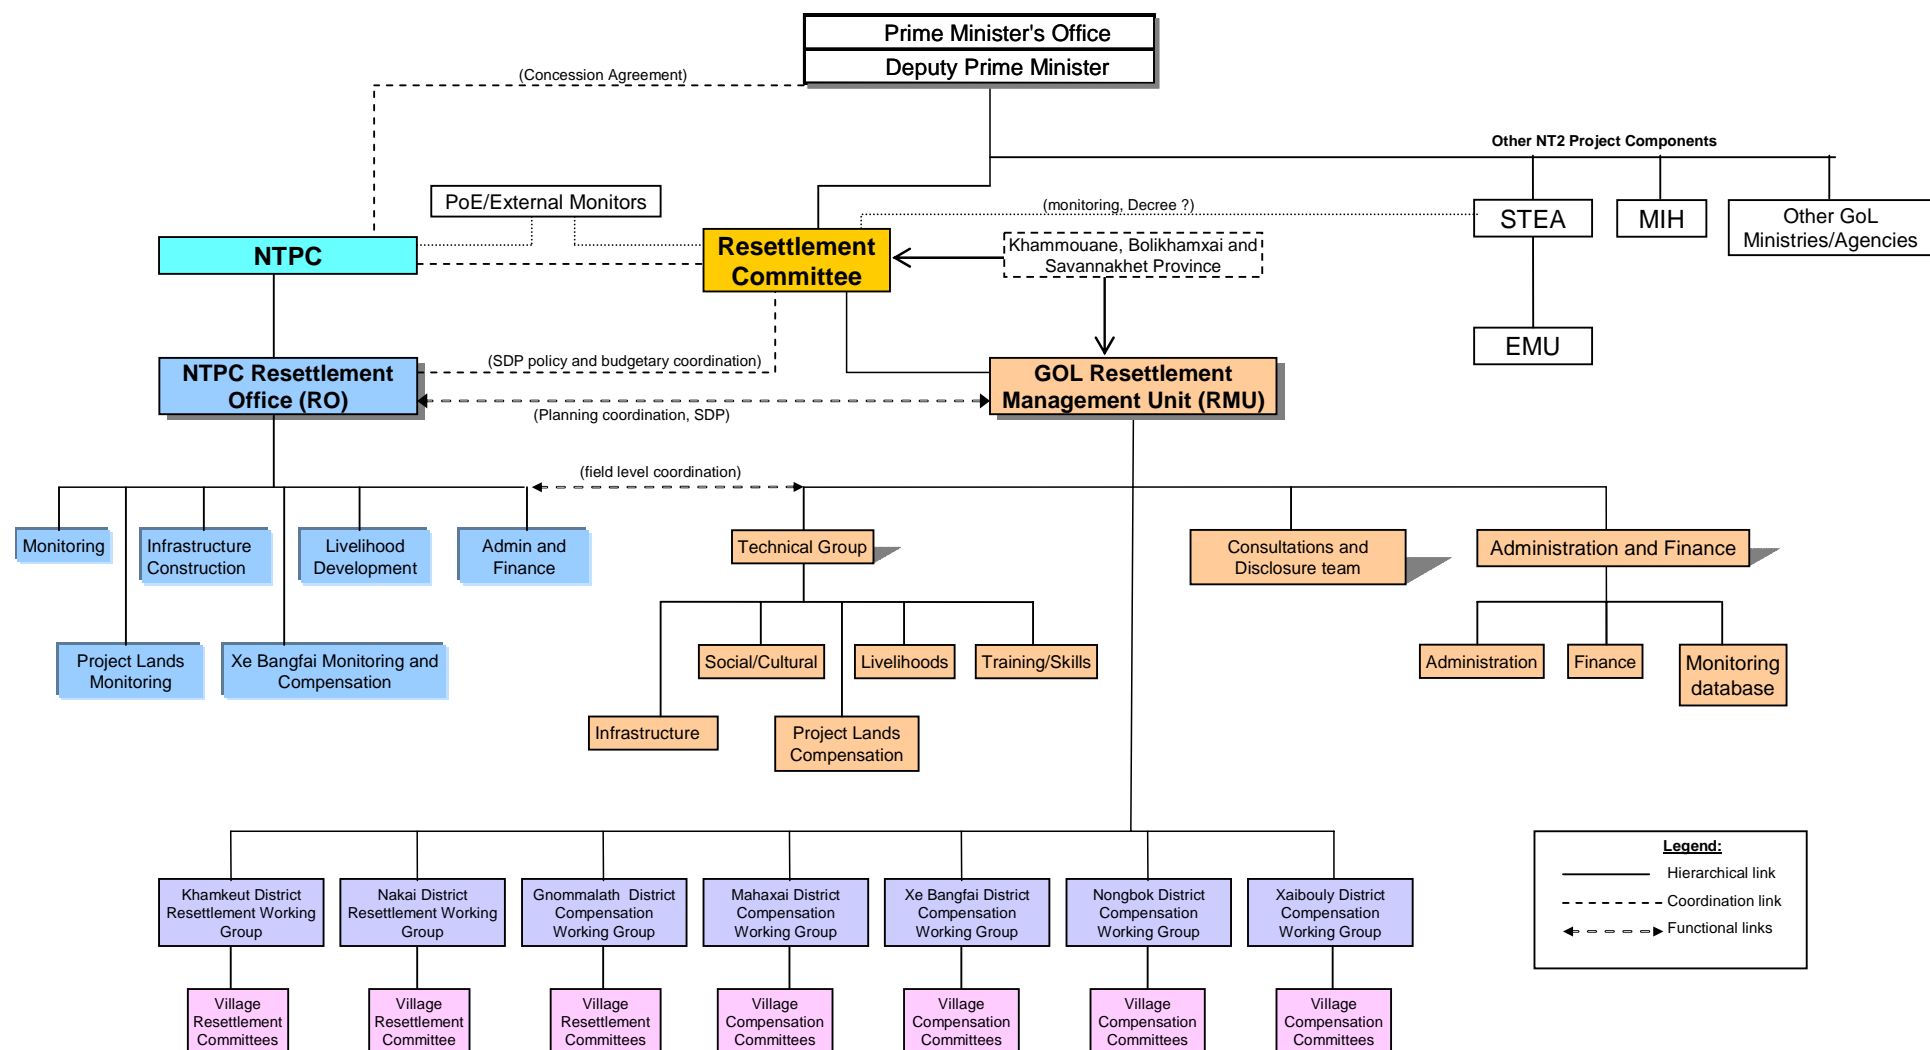 Prime Minister's Office
Deputy Prime Minister
(Concession Agreement)
Other NT2 Project Components
PoE/External Monitors
(monitoring, Decree ?)
STEA
MIH
Other GoL
Ministries/Agencies
NTPC
Resettlement
Committee
Khammouane, Bolikhamxai and
Savannakhet Province
EMU
(SDP policy and budgetary coordination)
NTPC Resettlement
Office (RO)
GOL Resettlement
Management Unit (RMU)
(Planning coordination, SDP)
(field level coordination)
Monitoring
Infrastructure
Construction
Livelihood
Development
Admin and
Finance
Technical Group
Consultations and
Disclosure team
Administration and Finance
Project Lands
Monitoring
Xe Bangfai Monitoring and
Compensation
Social/Cultural
Livelihoods
Training/Skills
Administration
Finance
Monitoring
database
Infrastructure
Project Lands
Compensation
Legend:
Hierarchical link
Coordination link
Functional links
Khamkeut District
Resettlement Working
Group
Nakai District
Resettlement Working
Group
Gnommalath  District
Compensation
Working Group
Mahaxai District
Compensation
Working Group
Xe Bangfai District
Compensation
Working Group
Nongbok District
Compensation
Working Group
Xaibouly District
Compensation
Working Group
Village
Resettlement
Committees
Village
Resettlement
Committee
Village
Resettlement
Committees
Village
Compensation
Committees
Village
Compensation
Committees
Village
Compensation
Committees
Village
Compensation
Committees